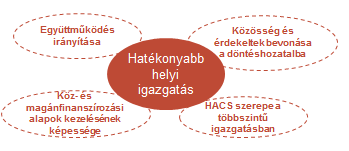 Együttműködés
irányítása
Közösség és
érdekeltek bevonása
a döntéshozatalba
Hatékonyabb
helyi
igazgatás
Köz- és
magánfinanszírozási
alapok kezelésének
képessége
HACS szerepe a
többszintű
igazgatásban